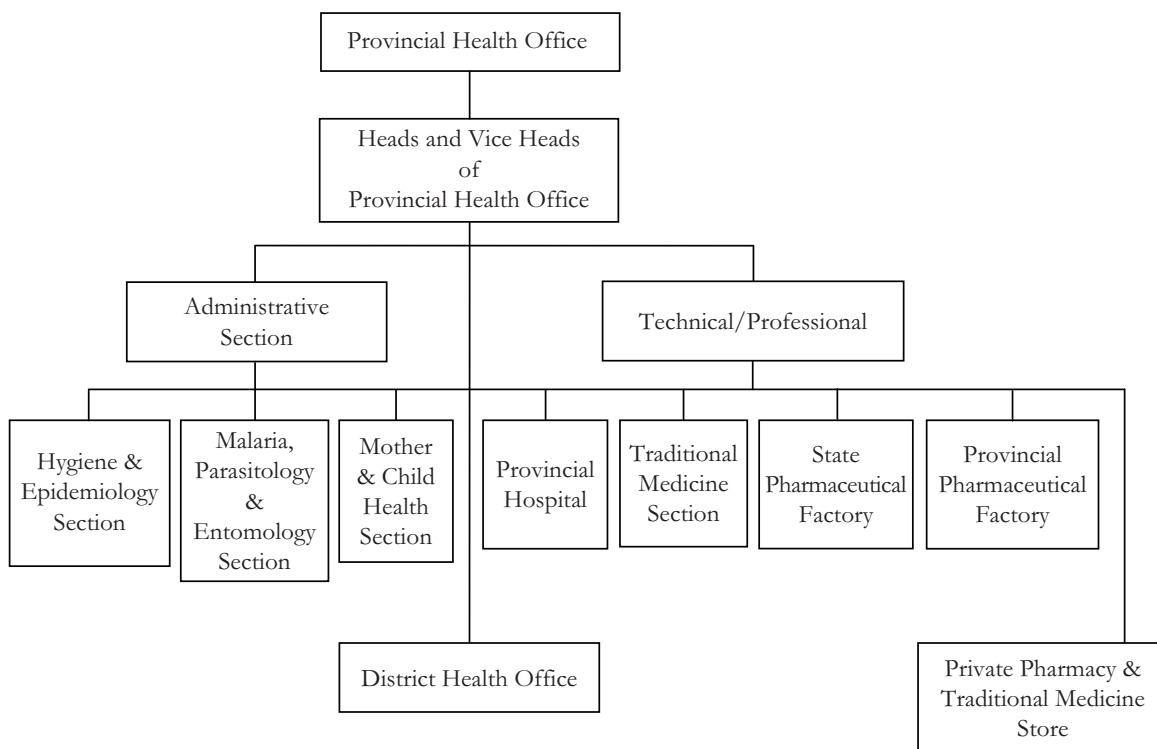 Provincial Health Office
Heads and Vice Heads
of
Provincial Health Office
Administrative
Section
Technical/Professional
Hygiene &
Epidemiology
Section
Malaria,
Parasitology
&
Entomology
Section
Mother
& Child
Health
Section
Provincial
Hospital
Traditional
Medicine
Section
State
Pharmaceutical
Factory
Provincial
Pharmaceutical
Factory
District Health Office
Private Pharmacy &
Traditional Medicine
Store